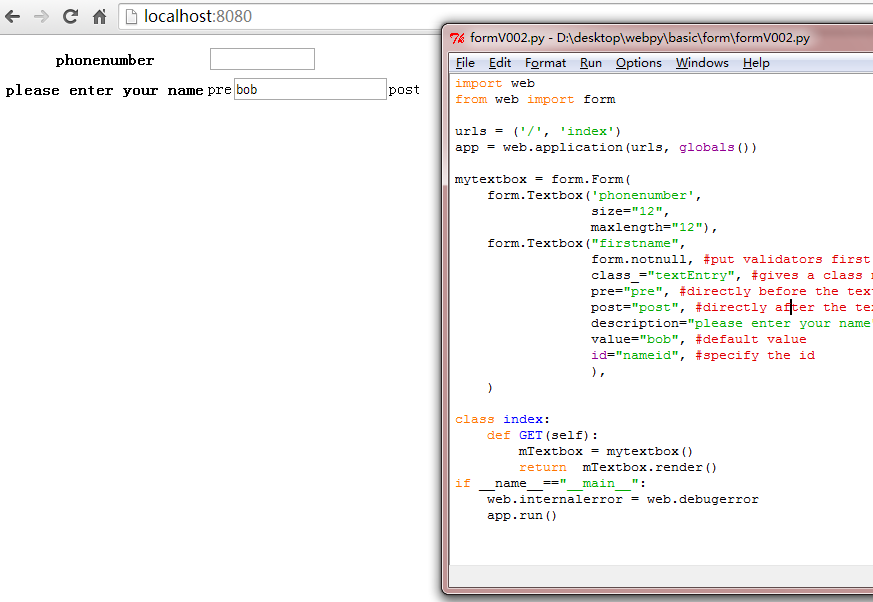 localhost:8080
phonenumber
please enter your name pre bob post
formV002.py - D:\desktop\webpy\basic\form\formV002.py
File Edit Format Run Options Windows Help
import web
from web import form
urls = ('/', 'index')
app = web.application(urls, globals())
mytextbox = form.Form(
    form.Textbox('phonenumber',
                 size="12",
                 maxlength="12"),
    form.Textbox("firstname",
                 form.notnull, #put validators first
                 class_="textEntry", #gives a class
                 pre="pre", #directly before the
                 post="post", #directly after the
                 description="please enter your name"
                 value="bob", #default value
                 id="nameid", #specify the id
                 ),
    )
class index:
    def GET(self):
        mTextbox = mytextbox()
        return  mTextbox.render()
if __name__=="__main__":
    web.internalerror = web.debugerror
    app.run()